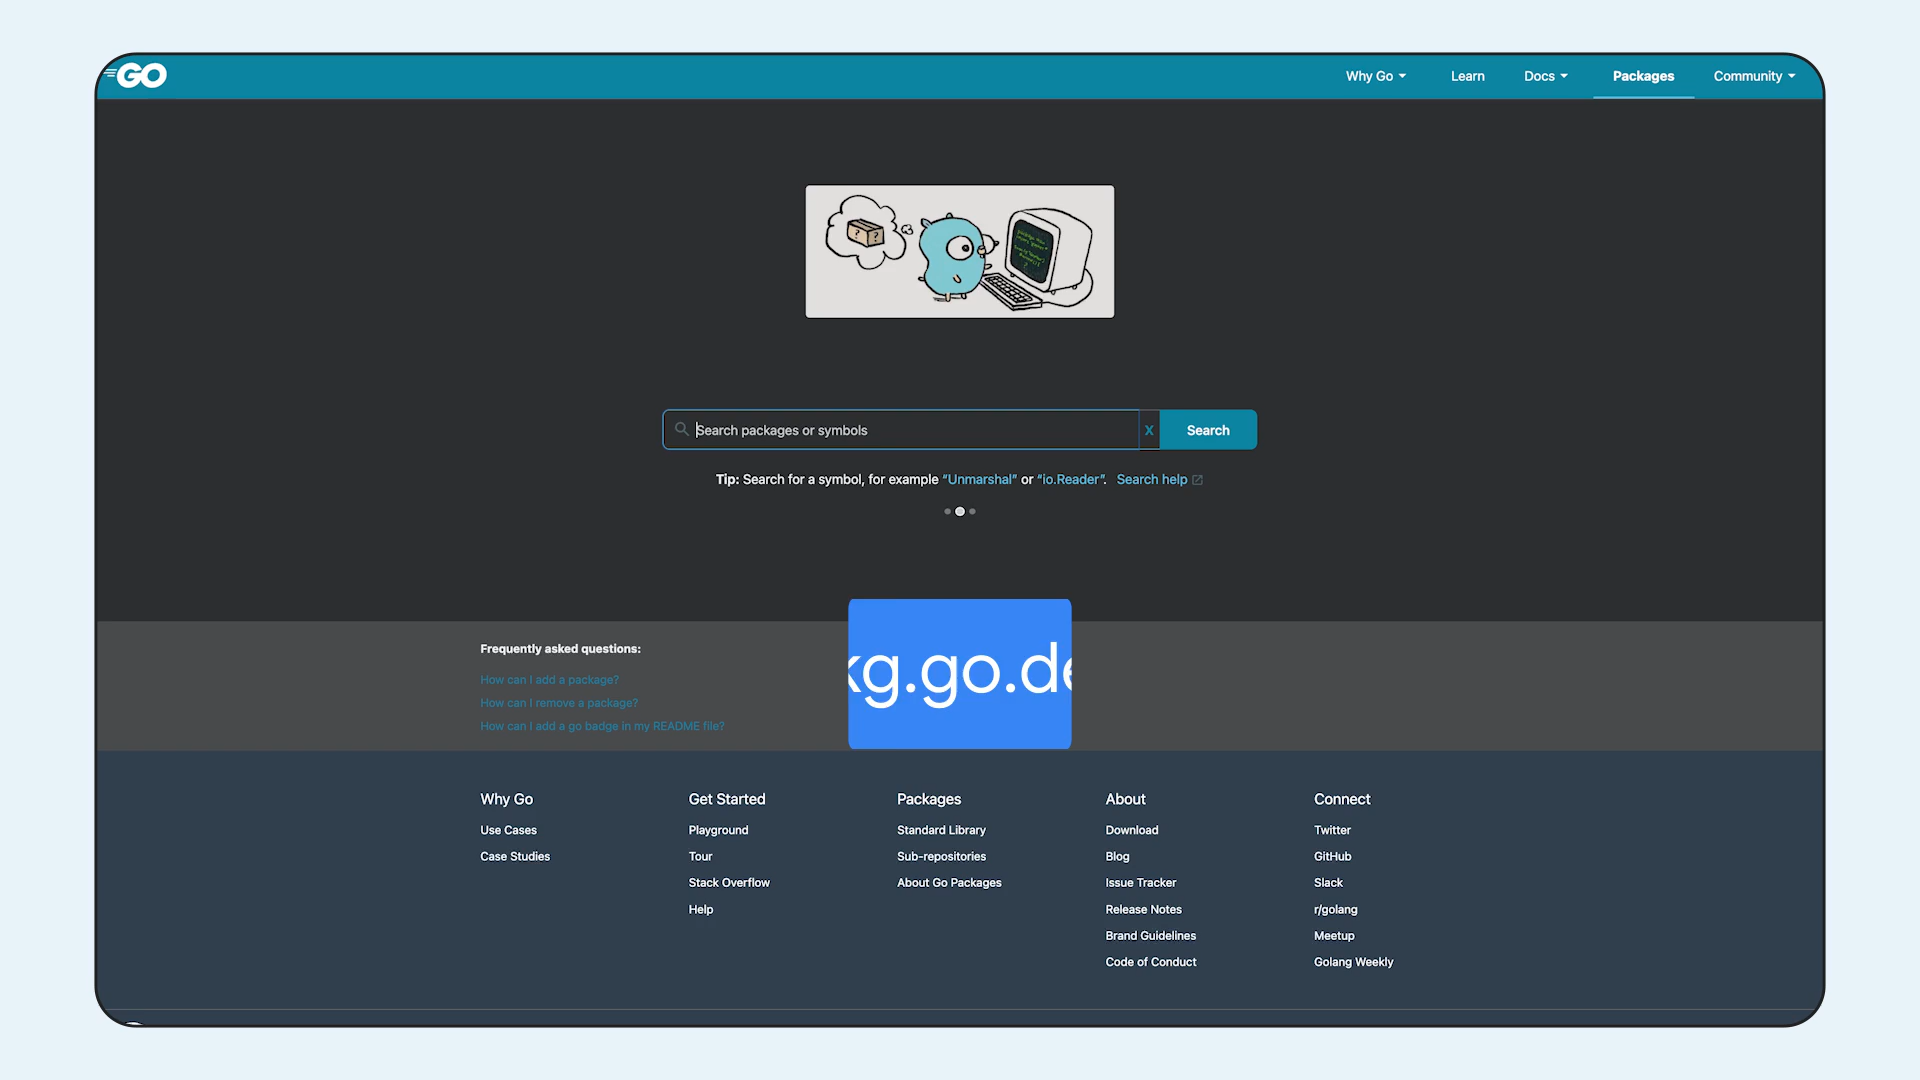 GO
Why Go
Learn
Docs
Packages
Community
Search packages or symbols
X
Search
Tip: Search for a symbol, for example “Unmarshal” or “io.Reader”. Search help
Frequently asked questions:
How can I add a package?
How can I remove a package?
How can I add a go badge in my README file?
kg.go.de
Why Go
Use Cases
Case Studies
Get Started
Playground
Tour
Stack Overflow
Help
Packages
Standard Library
Sub-repositories
About Go Packages
About
Download
Blog
Issue Tracker
Release Notes
Brand Guidelines
Code of Conduct
Connect
Twitter
GitHub
Slack
r/golang
Meetup
Golang Weekly